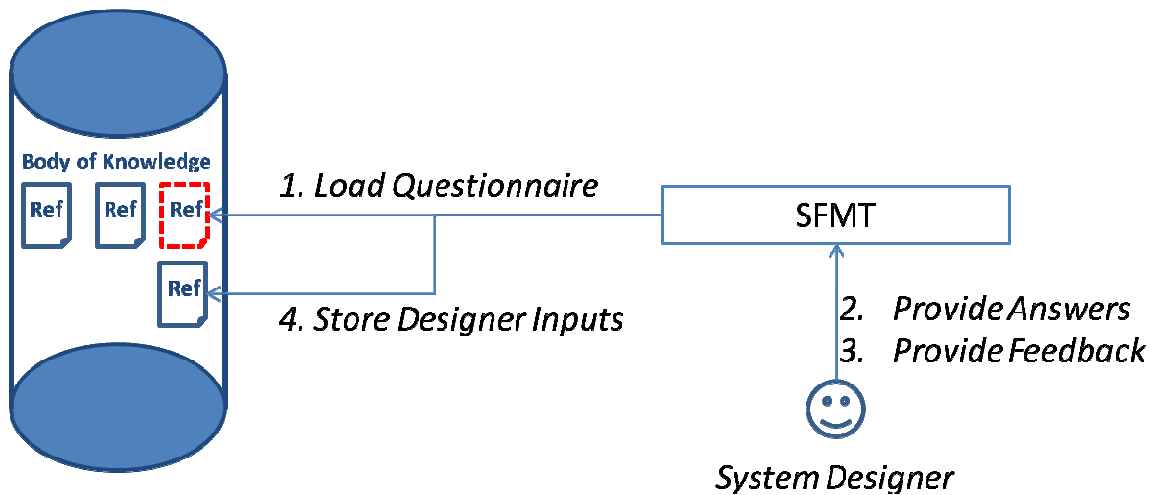 Body of Knowledge
Ref Ref Ref
Ref
1. Load Questionnaire
4. Store Designer Inputs
SFMT
2. Provide Answers
3. Provide Feedback
System Designer